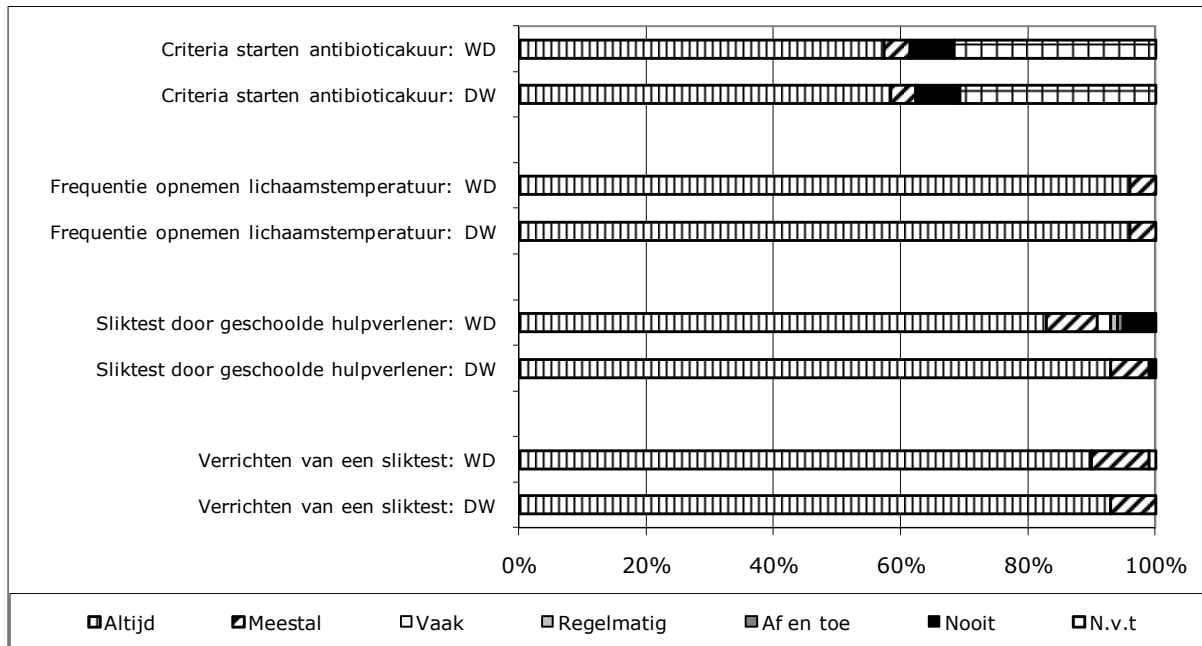 Criteria starten antibioticakuur: WD
Criteria starten antibioticakuur: DW
Frequentie opnemen lichaamstemperatuur: WD
Frequentie opnemen lichaamstemperatuur: DW
Sliktest door geschoolde hulpverlener: WD
Sliktest door geschoolde hulpverlener: DW
Verrichten van een sliktest: WD
Verrichten van een sliktest: DW
0% 20% 40% 60% 80% 100%
Altijd Meestal Vaak Regelmatig Af en toe Nooit N.v.t